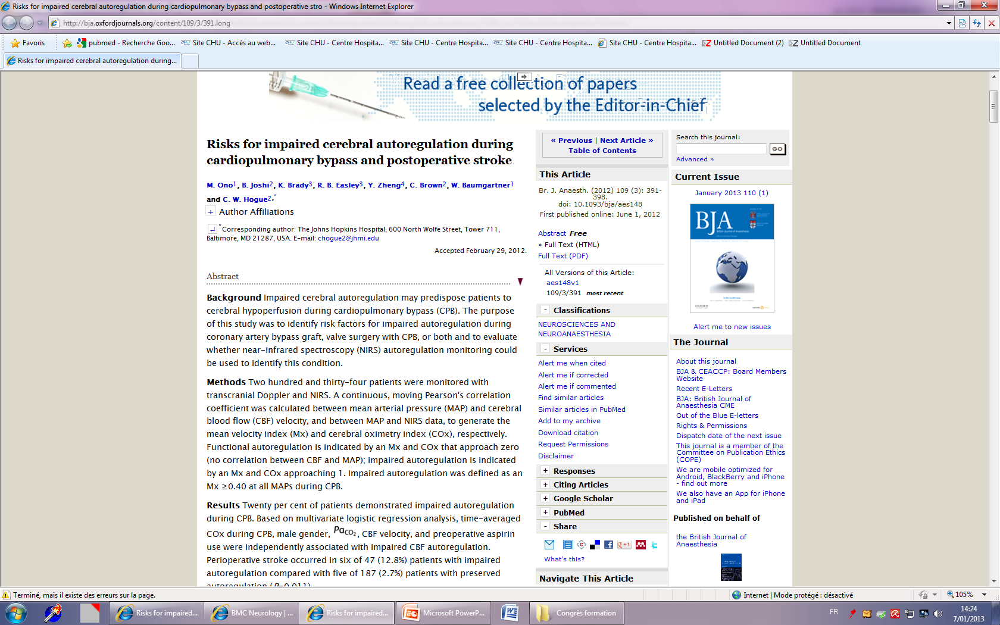 Risks for impaired cerebral autoregulation during cardiopulmonary bypass and postoperative stro - Windows Internet Explorer
http://bja.oxfordjournals.org/content/109/3/391.long
Favoris
pubmed - Recherche Goo...
Site CHU - Accès au web...
Site CHU - Centre Hospita...
Site CHU - Centre Hospita...
Site CHU - Centre Hospita...
Site CHU - Centre Hospita...
Untitled Document (2)
Untitled Document
Risks for impaired cerebral autoregulation during...
Read a free collection of papers
selected by the Editor-in-Chief
Risks for impaired cerebral autoregulation during
cardiopulmonary bypass and postoperative stroke
M. Ono1, B. Joshi2, K. Brady3, R. B. Easley3, Y. Zheng4, C. Brown2, W. Baumgartner1
and C. W. Hogue2,*
+ Author Affiliations
*Corresponding author: The Johns Hopkins Hospital, 600 North Wolfe Street, Tower 711,
Baltimore, MD 21287, USA. E-mail: chogue2@jhmi.edu
Accepted February 29, 2012.
Abstract
Background Impaired cerebral autoregulation may predispose patients to
cerebral hypoperfusion during cardiopulmonary bypass (CPB). The purpose
of this study was to identify risk factors for impaired autoregulation during
coronary artery bypass graft, valve surgery with CPB, or both and to evaluate
whether near-infrared spectroscopy (NIRS) autoregulation monitoring could
be used to identify this condition.
Methods Two hundred and thirty-four patients were monitored with
transcranial Doppler and NIRS. A continuous, moving Pearson's correlation
coefficient was calculated between mean arterial pressure (MAP) and cerebral
blood flow (CBF) velocity, and between MAP and NIRS data, to generate the
mean velocity index (Mx) and cerebral oximetry index (COx), respectively.
Functional autoregulation is indicated by an Mx and COx that approach zero
(no correlation between CBF and MAP); impaired autoregulation is indicated
by an Mx and COx approaching 1. Impaired autoregulation was defined as an
Mx ≥0.40 at all MAPs during CPB.
Results Twenty per cent of patients demonstrated impaired autoregulation
during CPB. Based on multivariate logistic regression analysis, time-averaged
COx during CPB, male gender, PaCO2, CBF velocity, and preoperative aspirin
use were independently associated with impaired CBF autoregulation.
Perioperative stroke occurred in six of 47 (12.8%) patients with impaired
autoregulation compared with five of 187 (2.7%) patients with preserved
autoregulation (P=0.011).
« Previous | Next Article »
Table of Contents
This Article
Br. J. Anaesth. (2012) 109 (3): 391-
398.
doi: 10.1093/bja/aes148
First published online: June 1, 2012
Abstract Free
» Full Text (HTML)
Full Text (PDF)
All Versions of this Article:
aes148v1
109/3/391 most recent
- Classifications
NEUROSCIENCES AND
NEUROANAESTHESIA
- Services
Alert me when cited
Alert me if corrected
Alert me if commented
Find similar articles
Similar articles in PubMed
Add to my archive
Download citation
Request Permissions
Disclaimer
+ Responses
+ Citing Articles
+ Google Scholar
+ PubMed
- Share
g+1
What's this?
Navigate This Article
Search this journal:
GO
Advanced »
Current Issue
January 2013 110 (1)
BJA
Alert me to new issues
The Journal
About this journal
BJA & CEACCP: Board Members
Website
Recent E-Letters
BJA: British Journal of
Anaesthesia CME
Out of the Blue E-letters
Rights & Permissions
Dispatch date of the next issue
This journal is a member of the
Committee on Publication Ethics
(COPE)
We are mobile optimized for
Android, BlackBerry and iPhone
- find out more
We also have an App for iPhone
and iPad
Published on behalf of
the British Journal of
Anaesthesia
Terminé, mais il existe des erreurs sur la page.
Internet | Mode protégé : désactivé
105%
Risks for impaired...
BMC Neurology | ...
Risks for impaired...
Microsoft PowerP...
Congrès formation
FR
14:24
7/01/2013